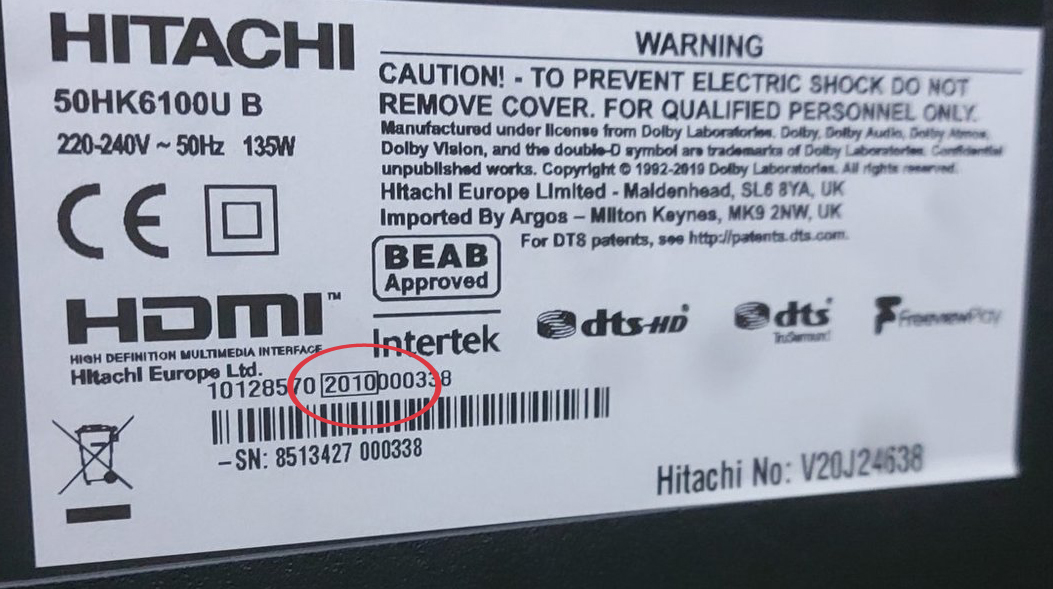 HITACHI
50HK6100U B
220-240V ~ 50Hz 135W
WARNING
CAUTION! - TO PREVENT ELECTRIC SHOCK DO NOT
REMOVE COVER. FOR QUALIFIED PERSONNEL ONLY.
Manufactured under license from Dolby Laboratories. Dolby, Dolby Audio, Dolby Atmos,
Dolby Vision, and the double-D symbol are trademarks of Dolby Laboratories. Confidential
unpublished works. Copyright © 1992-2019 Dolby Laboratories. All rights reserved.
Hitachi Europe Limited - Maidenhead, SL6 8YA, UK
Imported By Argos – Milton Keynes, MK9 2NW, UK
For DTS patents, see http://patents.dts.com.
CE
BEAB
Approved
Intertek
HDMI™
HIGH DEFINITION MULTIMEDIA INTERFACE
Hitachi Europe Ltd.
dts-HD
dts
TruSurround
FreeviewPlay
10128570 2010000338
–SN: 8513427 000338
Hitachi No: V20J24638